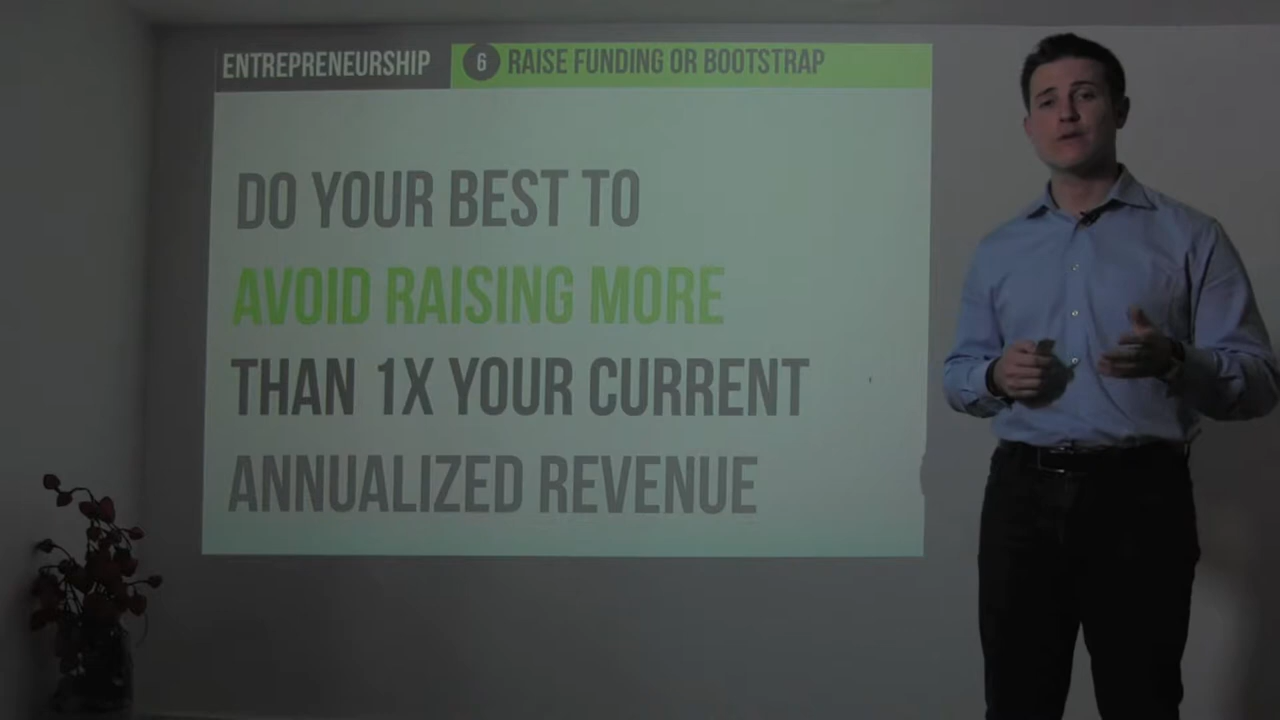 ENTREPRENEURSHIP
6 RAISE FUNDING OR BOOTSTRAP
DO YOUR BEST TO
AVOID RAISING MORE
THAN 1X YOUR CURRENT
ANNUALIZED REVENUE